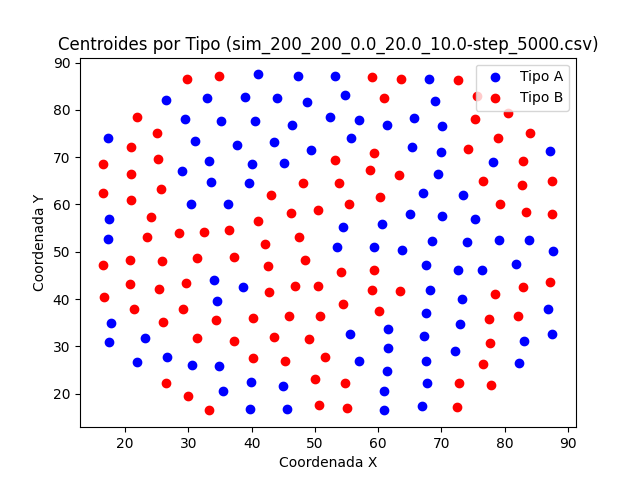 Centroides por Tipo (sim_200_200_0.0_20.0_10.0-step_5000.csv)
Tipo A
Tipo B
Coordenada Y
90
80
70
60
50
40
30
20
20 30 40 50 60 70 80 90
Coordenada X